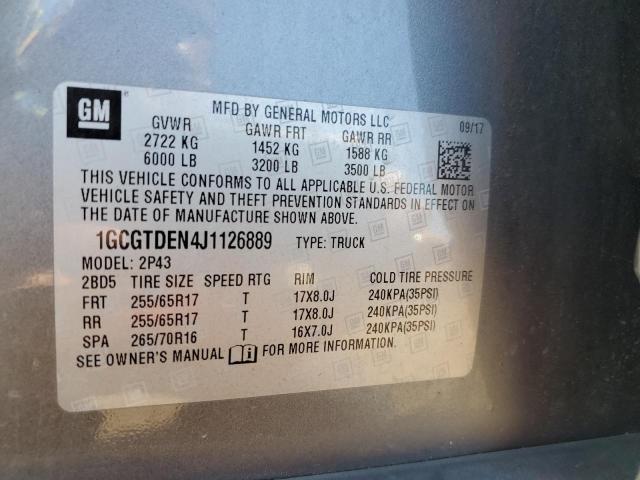 GM
MFD BY GENERAL MOTORS LLC
09/17
GVWR GAWR FRT GAWR RR
2722 KG 1452 KG 1588 KG
6000 LB 3200 LB 3500 LB
THIS VEHICLE CONFORMS TO ALL APPLICABLE U.S. FEDERAL MOTOR
VEHICLE SAFETY AND THEFT PREVENTION STANDARDS IN EFFECT ON
THE DATE OF MANUFACTURE SHOWN ABOVE.
1GCGTDEN4J1126889 TYPE: TRUCK
MODEL: 2P43
2BD5 TIRE SIZE SPEED RTG RIM COLD TIRE PRESSURE
FRT 255/65R17 T 17X8.0J 240KPA(35PSI)
RR 255/65R17 T 17X8.0J 240KPA(35PSI)
SPA 265/70R16 T 16X7.0J 240KPA(35PSI)
SEE OWNER'S MANUAL FOR MORE INFORMATION.